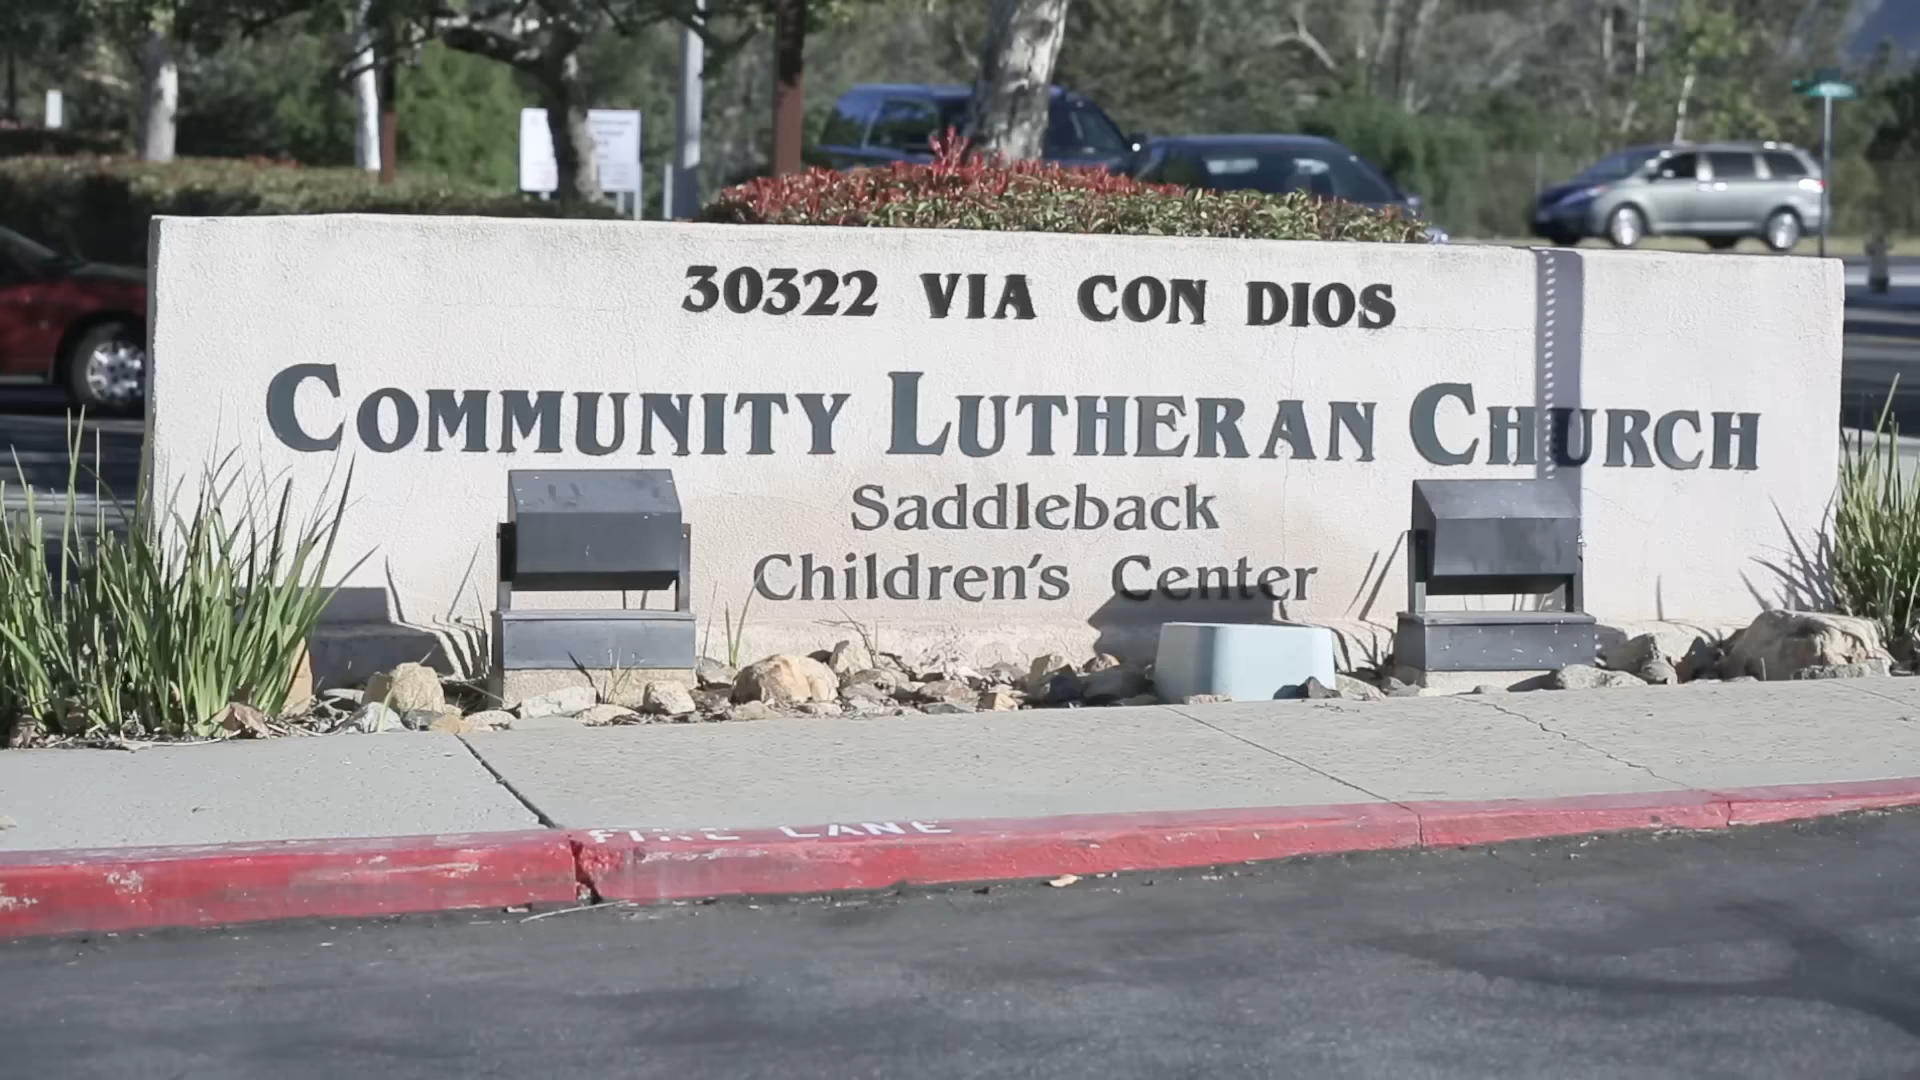 30322 VIA CON DIOS
COMMUNITY LUTHERAN CHURCH
Saddleback
Children's Center
FIRE LANE